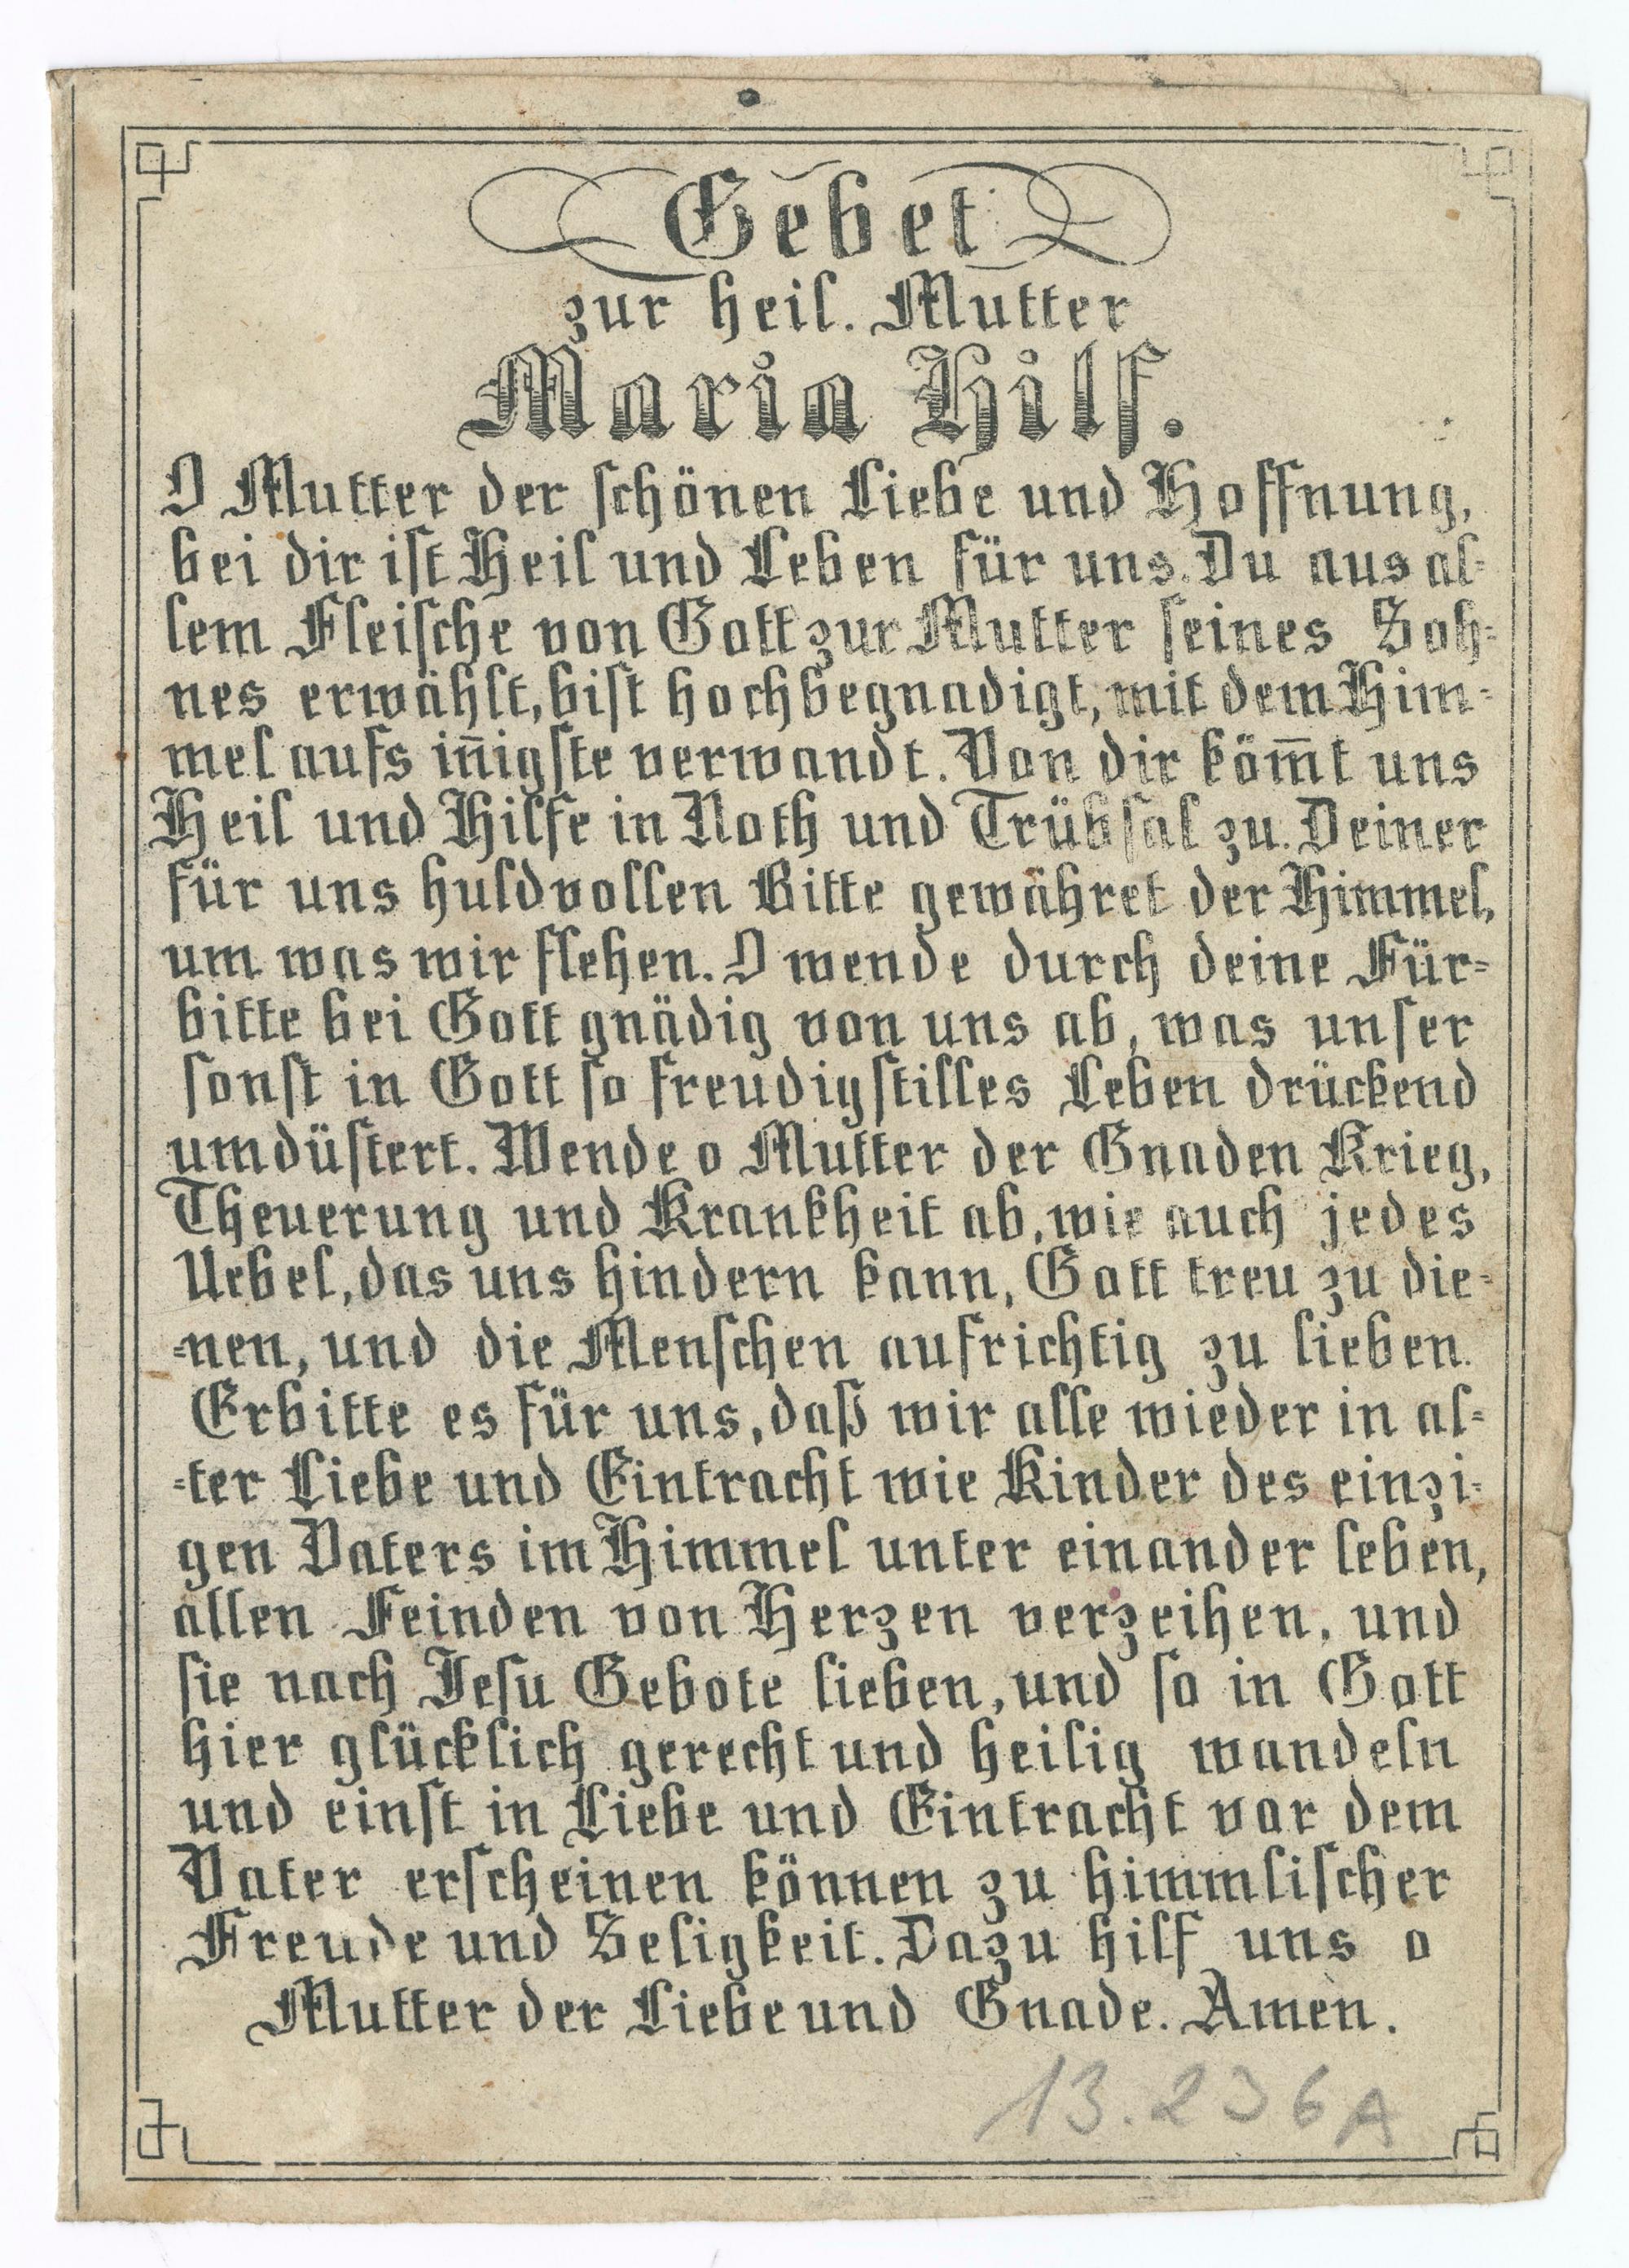 Gebet
zur heil. Mutter
Maria Hilf.
O Mutter der schönen Liebe und Hoffnung,
bei dir ist Heil und Leben für uns. Du aus al-
lem Fleische von Gott zur Mutter seines Soh-
nes erwählt, bist hochbegnadigt, mit dem Him-
mel aufs in̅igste verwandt. Von dir köm̅t uns
Heil und Hilfe in Noth und Trübsal zu. Deiner
für uns huldvollen Bitte gewähret der Himmel,
um was wir flehen. O wende durch deine Für=
bitte bei Gott gnädig von uns ab, was unser
sonst in Gott so freudigstilles Leben drückend
umdüstert. Wende o Mutter der Gnaden Krieg,
Theuerung und Krankheit ab, wie auch jedes
Uebel, das uns hindern kann, Gott treu zu die=
=nen, und die Menschen aufrichtig zu lieben.
Erbitte es für uns, daß wir alle wieder in al=
=ter Liebe und Eintracht wie Kinder des einzi=
gen Vaters im Himmel unter einander leben,
allen Feinden von Herzen verzeihen, und
sie nach Jesu Gebote lieben, und so in Gott
hier glücklich gerecht und heilig wandeln
und einst in Liebe und Eintracht vor dem
Vater erscheinen können zu himmlischer
Freude und Seligkeit. Dazu hilf uns o
Mutter der Liebe und Gnade. Amen.
13.236A